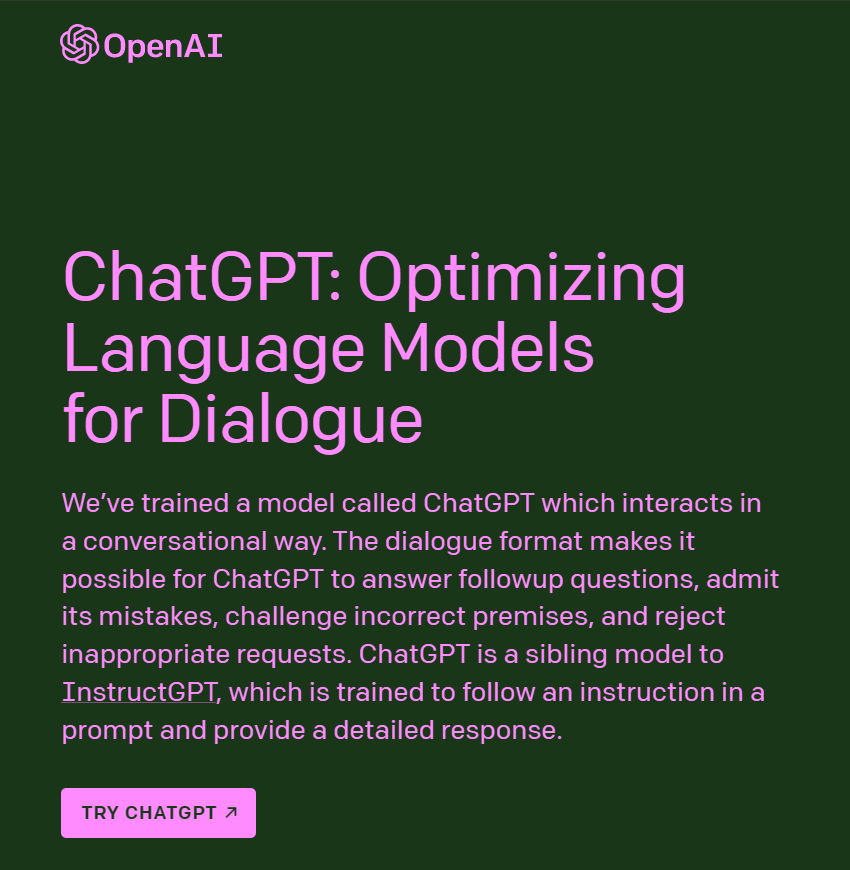 OpenAI
ChatGPT: Optimizing
Language Models
for Dialogue
We’ve trained a model called ChatGPT which interacts in
a conversational way. The dialogue format makes it
possible for ChatGPT to answer followup questions, admit
its mistakes, challenge incorrect premises, and reject
inappropriate requests. ChatGPT is a sibling model to
InstructGPT, which is trained to follow an instruction in a
prompt and provide a detailed response.
TRY CHATGPT ↗